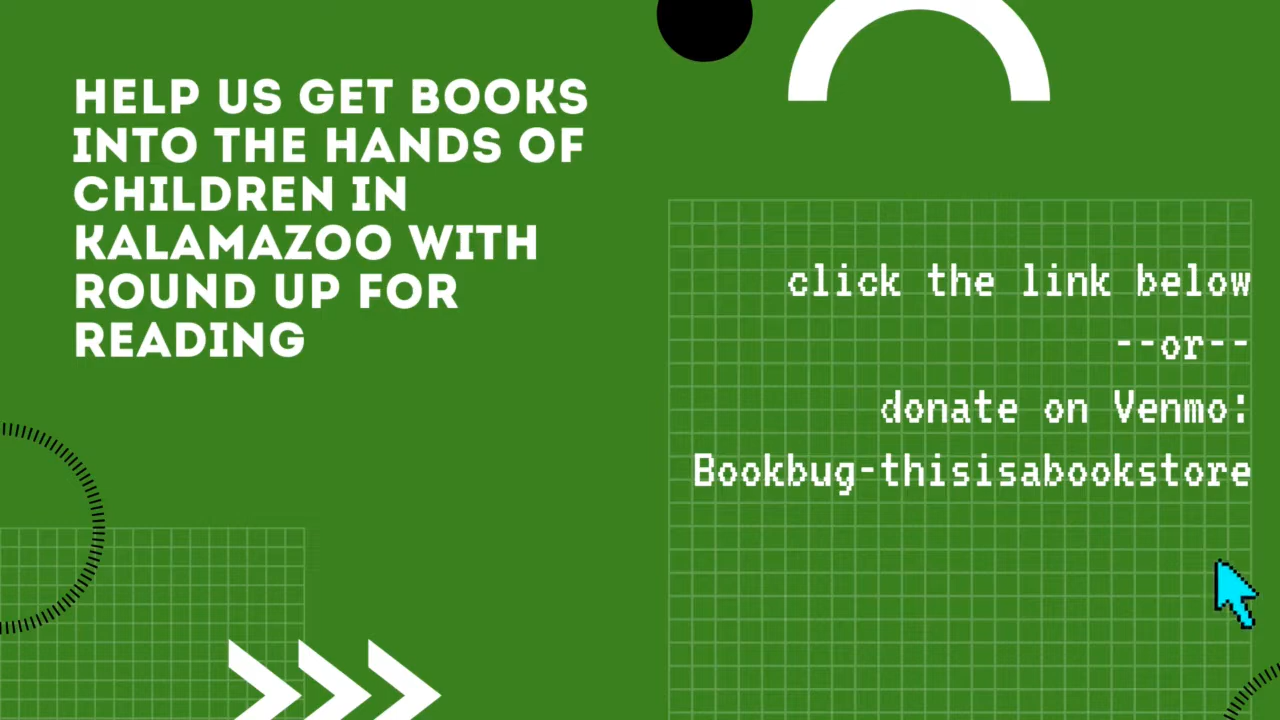 HELP US GET BOOKS
INTO THE HANDS OF
CHILDREN IN
KALAMAZOO WITH
ROUND UP FOR
READING
click the link below
--or--
donate on Venmo:
Bookbug-thisisabookstore